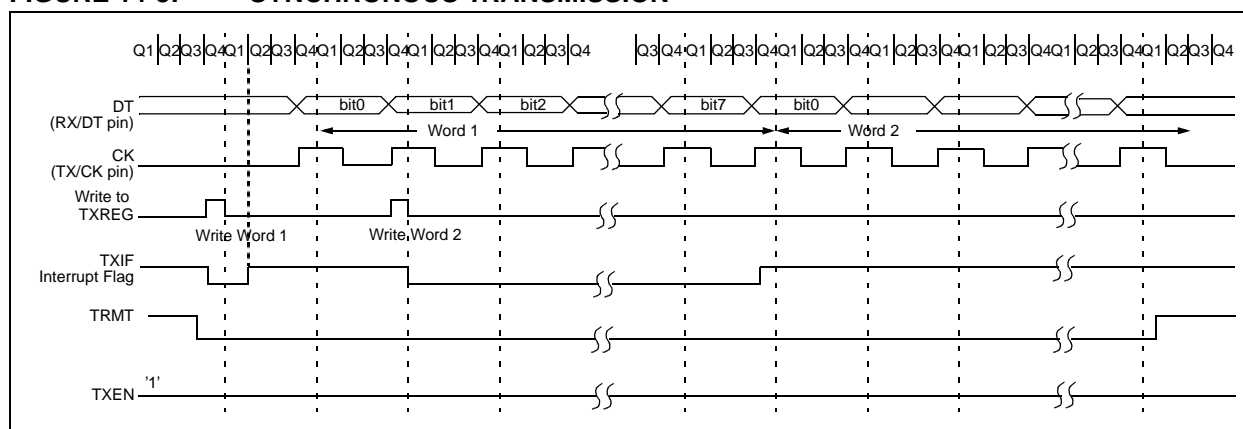 FIGURE 14-8: SYNCHRONOUS TRANSMISSION
Q1 Q2 Q3 Q4 Q1 Q2 Q3 Q4 Q1 Q2 Q3 Q4 Q1 Q2 Q3 Q4 Q1 Q2 Q3 Q4 Q3 Q4 Q1 Q2 Q3 Q4 Q1 Q2 Q3 Q4 Q1 Q2 Q3 Q4 Q1 Q2 Q3 Q4 Q1 Q2 Q3 Q4 Q1 Q2 Q3 Q4
DT
(RX/DT pin)
bit0 bit1 bit2 bit7 bit0
Word 1 Word 2
CK
(TX/CK pin)
Write to
TXREG
Write Word 1 Write Word 2
TXIF
Interrupt Flag
TRMT
'1'
TXEN